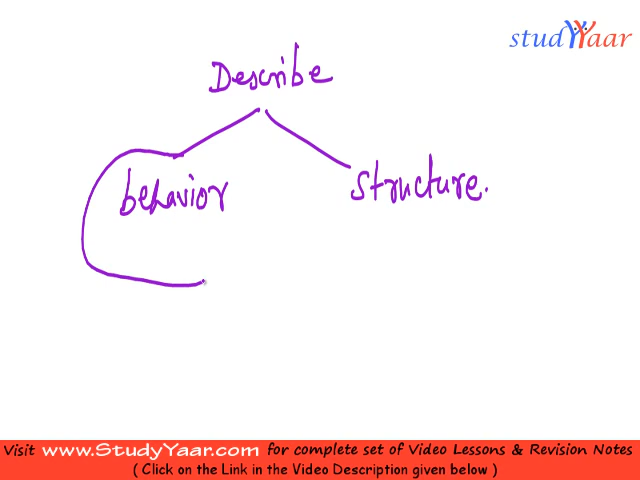 studYYaar
Describe
behavior structure.
Visit www.StudyYaar.com for complete set of Video Lessons & Revision Notes
( Click on the Link in the Video Description given below )